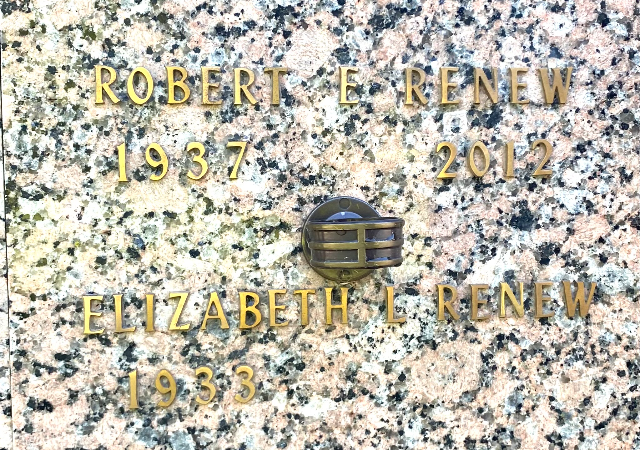 ROBERT E RENEW
1937 2012
ELIZABETH L RENEW
1933